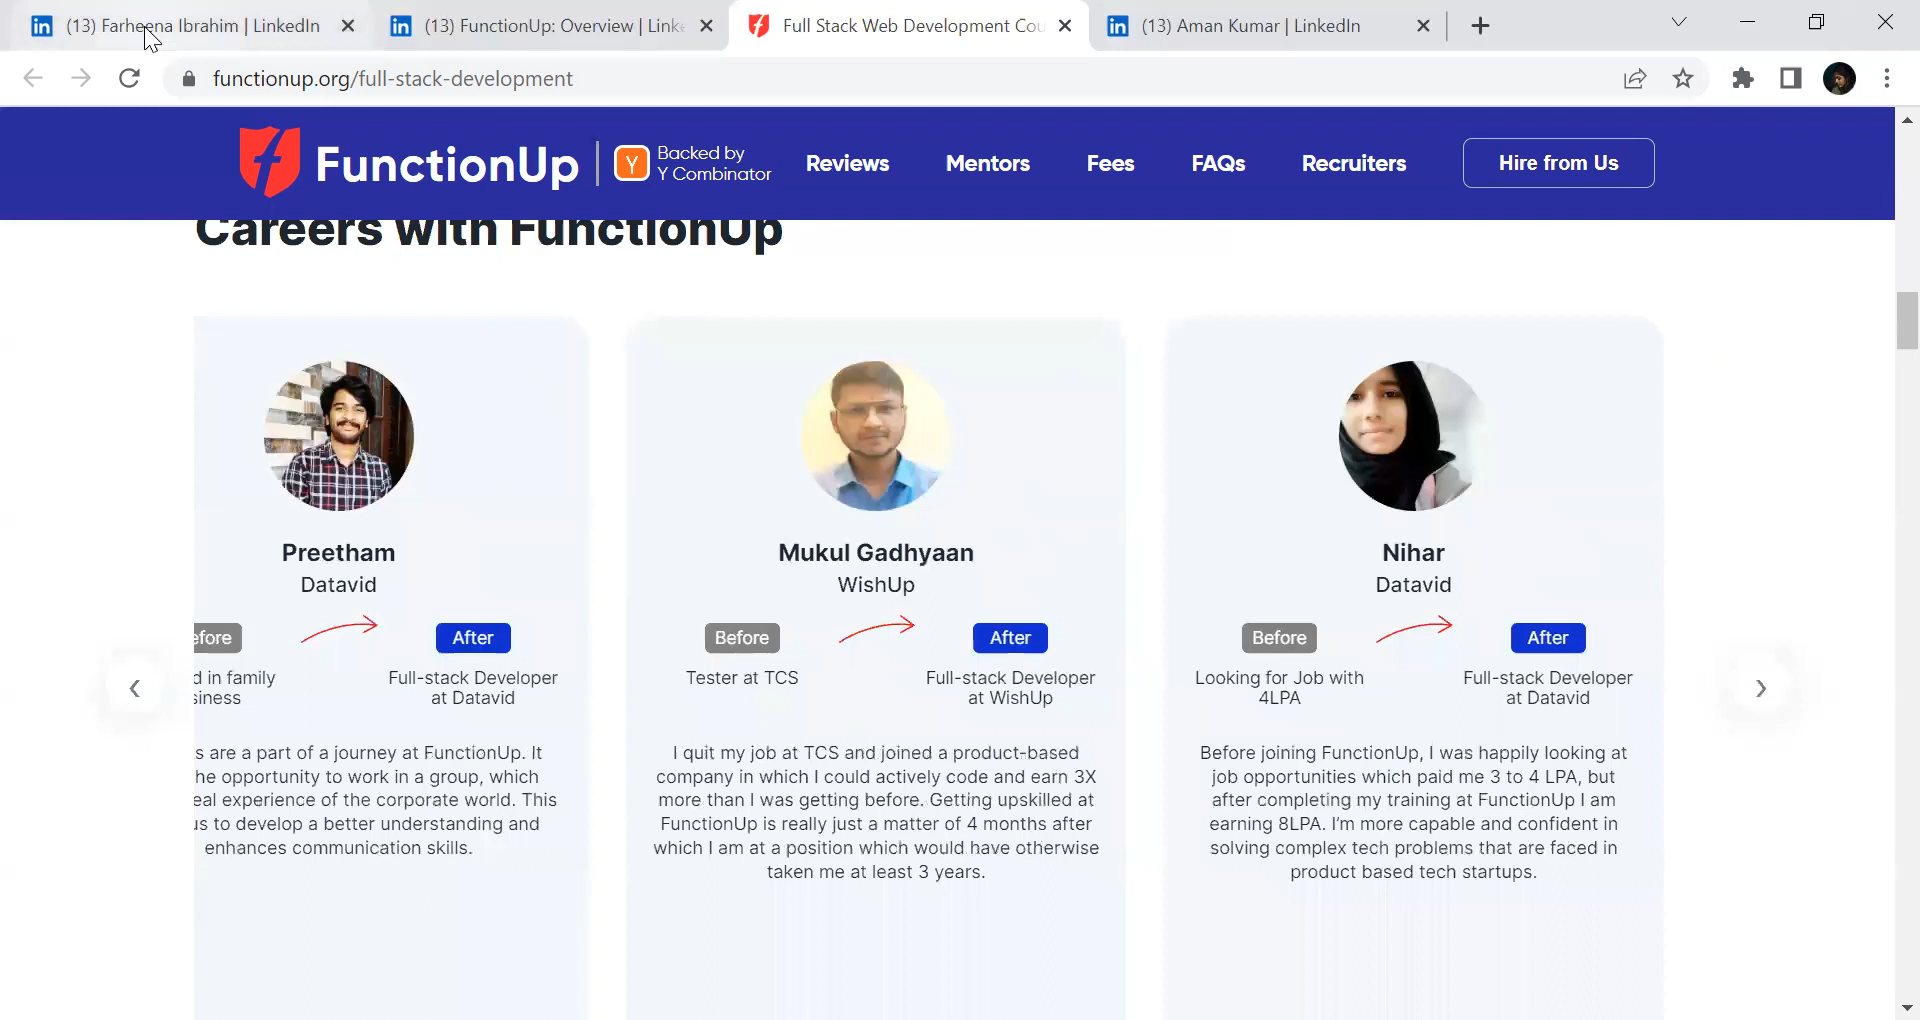 (13) Farheena Ibrahim | LinkedIn
(13) FunctionUp: Overview | Linke
Full Stack Web Development Cou
(13) Aman Kumar | LinkedIn
functionup.org/full-stack-development
FunctionUp
Backed by
Y Combinator
Reviews
Mentors
Fees
FAQs
Recruiters
Hire from Us
Careers with FunctionUp
Preetham
Datavid
efore
After
d in family
siness
Full-stack Developer
at Datavid
s are a part of a journey at FunctionUp. It
he opportunity to work in a group, which
eal experience of the corporate world. This
us to develop a better understanding and
enhances communication skills.
Mukul Gadhyaan
WishUp
Before
After
Tester at TCS
Full-stack Developer
at WishUp
I quit my job at TCS and joined a product-based
company in which I could actively code and earn 3X
more than I was getting before. Getting upskilled at
FunctionUp is really just a matter of 4 months after
which I am at a position which would have otherwise
taken me at least 3 years.
Nihar
Datavid
Before
After
Looking for Job with
4LPA
Full-stack Developer
at Datavid
Before joining FunctionUp, I was happily looking at
job opportunities which paid me 3 to 4 LPA, but
after completing my training at FunctionUp I am
earning 8LPA. I'm more capable and confident in
solving complex tech problems that are faced in
product based tech startups.